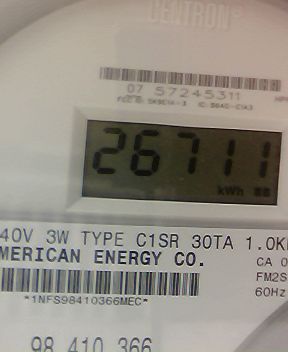 CENTRON®
07 57245311
26711
kWh
40V 3W TYPE C1SR 30TA 1.0K
MERICAN ENERGY CO.
CA 0
FM2S
*1NFS98410366MEC*
60Hz
98 410 366